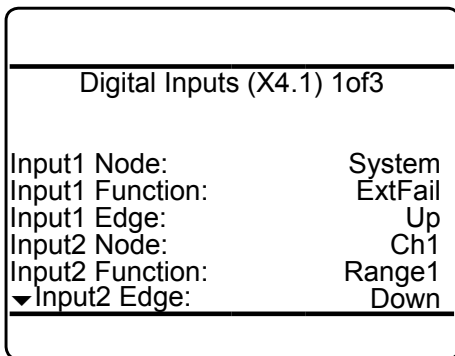 Digital Inputs (X4.1) 1of3
Input1 Node: System
Input1 Function: ExtFail
Input1 Edge: Up
Input2 Node: Ch1
Input2 Function: Range1
Input2 Edge: Down